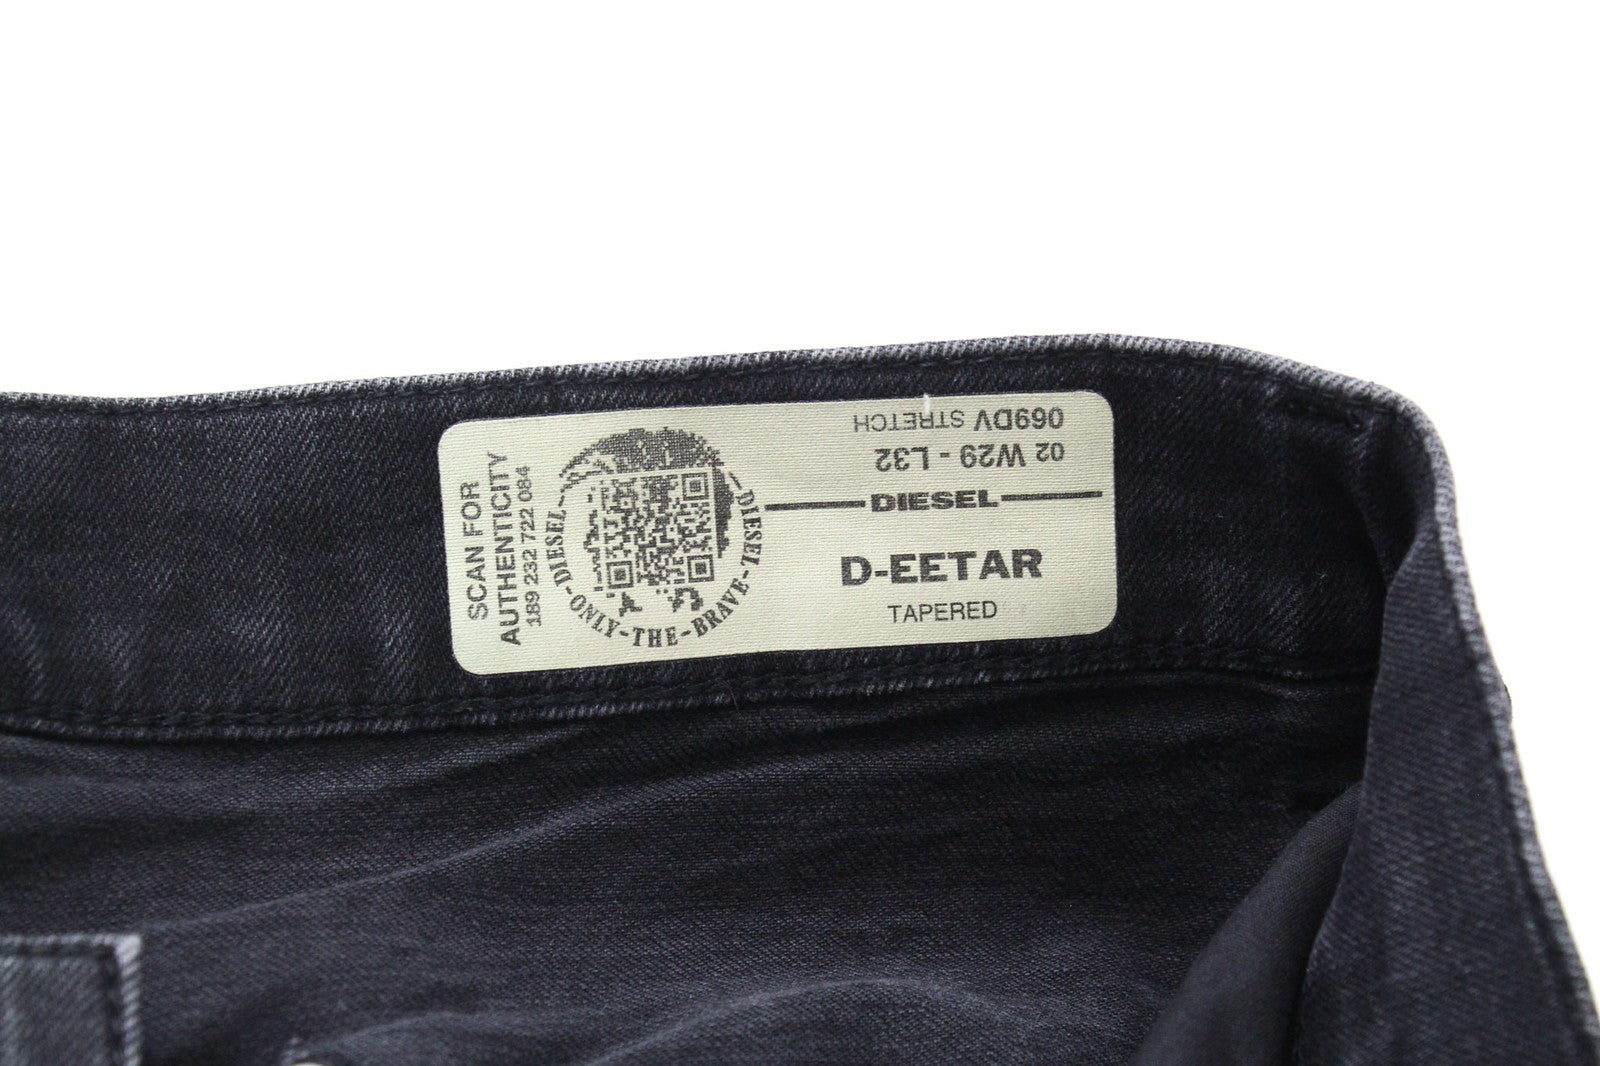 SCAN FOR
AUTHENTICITY
189 232 722 084
DIESEL-ONLY-THE-BRAVE-DIESEL
069DV STRETCH
02 W29 - L32
DIESEL
D-EETAR
TAPERED